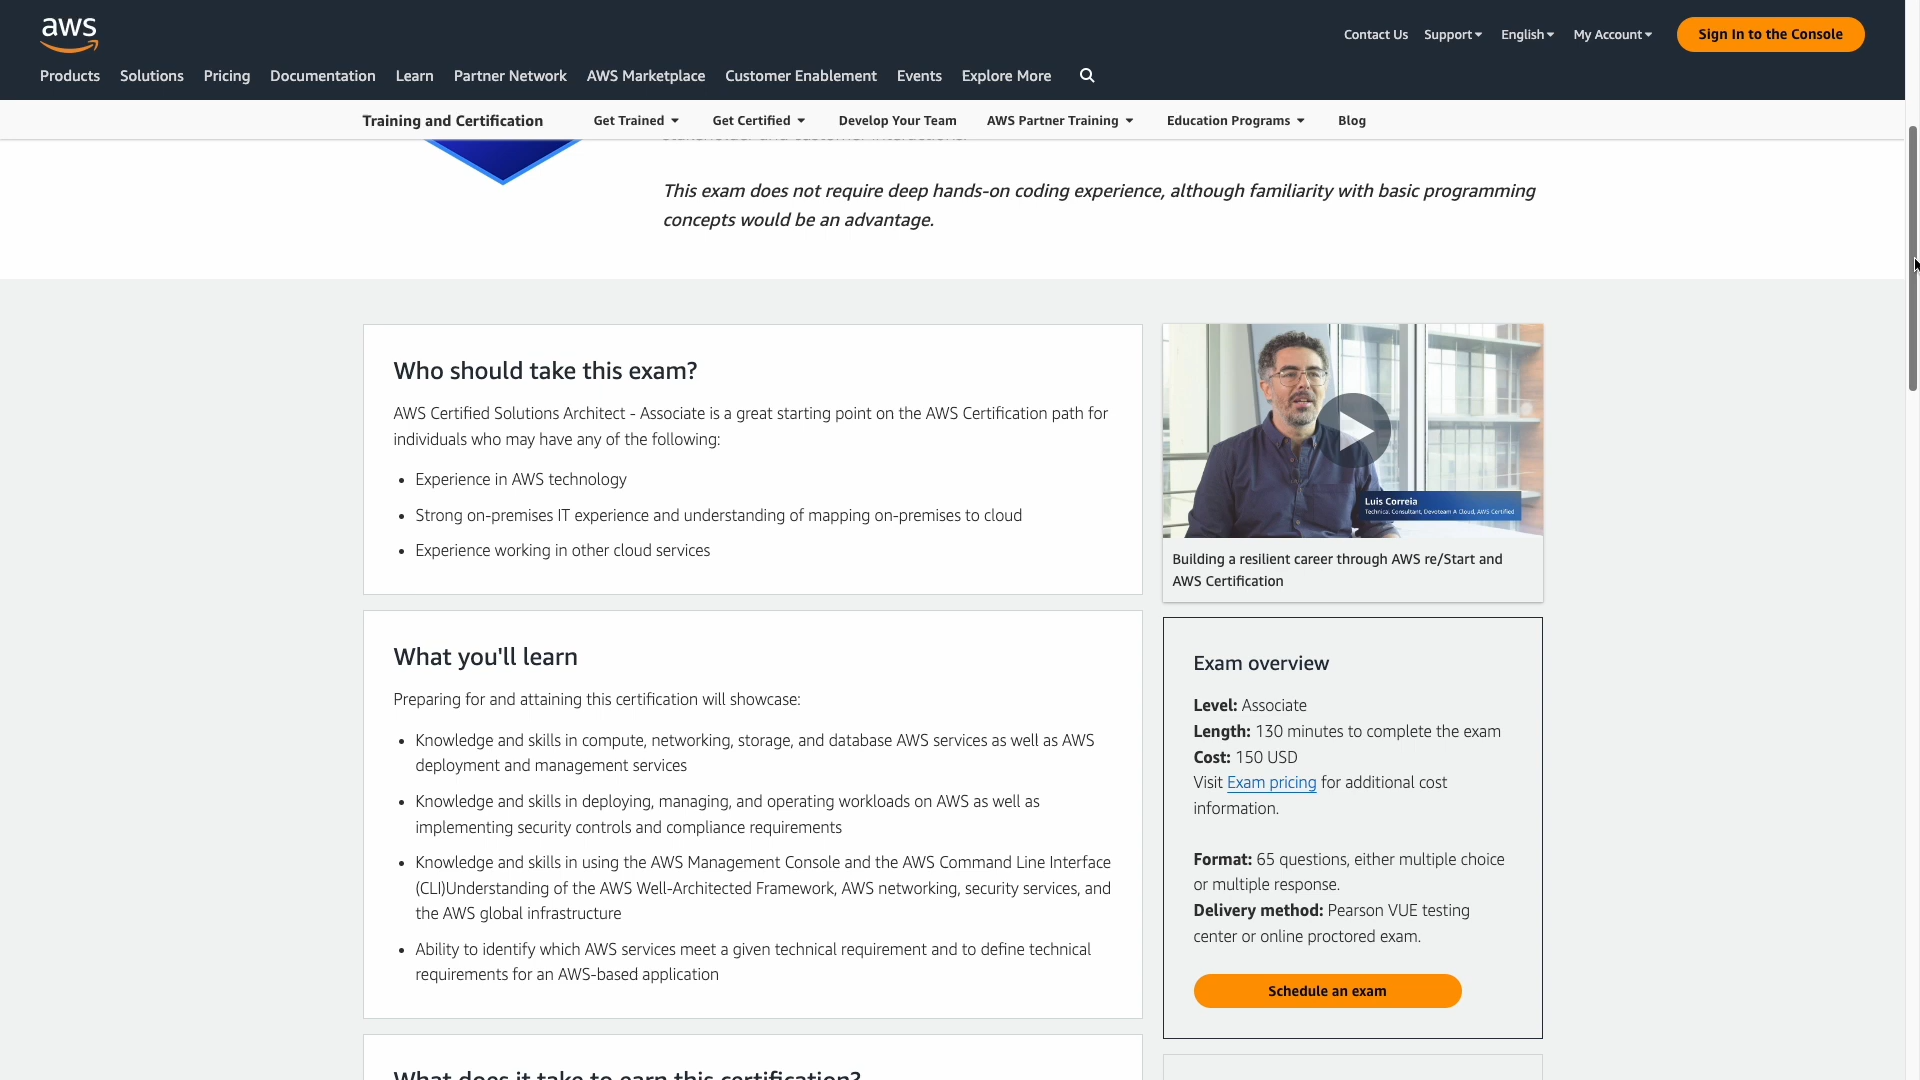 aws
Contact Us Support English My Account Sign In to the Console
Products Solutions Pricing Documentation Learn Partner Network AWS Marketplace Customer Enablement Events Explore More
Training and Certification Get Trained Get Certified Develop Your Team AWS Partner Training Education Programs Blog
This exam does not require deep hands-on coding experience, although familiarity with basic programming
concepts would be an advantage.
Who should take this exam?
AWS Certified Solutions Architect - Associate is a great starting point on the AWS Certification path for
individuals who may have any of the following:
• Experience in AWS technology
• Strong on-premises IT experience and understanding of mapping on-premises to cloud
• Experience working in other cloud services
Luis Correia
Technical Consultant, Devoteam A Cloud, AWS Certified
Building a resilient career through AWS re/Start and
AWS Certification
What you'll learn
Preparing for and attaining this certification will showcase:
• Knowledge and skills in compute, networking, storage, and database AWS services as well as AWS
deployment and management services
• Knowledge and skills in deploying, managing, and operating workloads on AWS as well as
implementing security controls and compliance requirements
• Knowledge and skills in using the AWS Management Console and the AWS Command Line Interface
(CLI)Understanding of the AWS Well-Architected Framework, AWS networking, security services, and
the AWS global infrastructure
• Ability to identify which AWS services meet a given technical requirement and to define technical
requirements for an AWS-based application
Exam overview
Level: Associate
Length: 130 minutes to complete the exam
Cost: 150 USD
Visit Exam pricing for additional cost
information.
Format: 65 questions, either multiple choice
or multiple response.
Delivery method: Pearson VUE testing
center or online proctored exam.
Schedule an exam
What does it take to earn this certification?